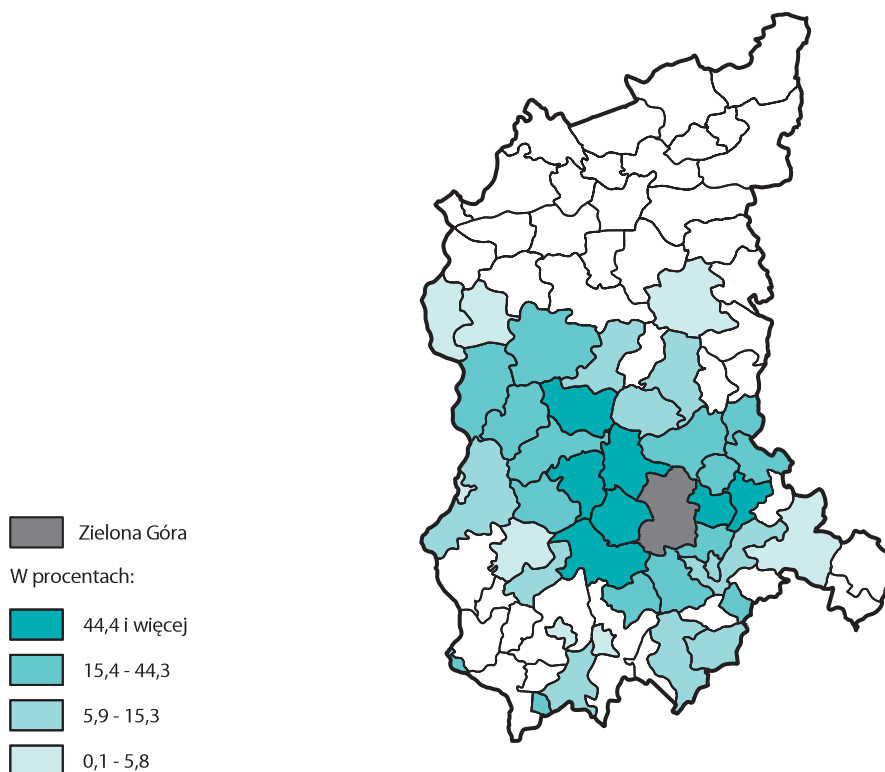 Zielona Góra
W procentach:
44,4 i więcej
15,4 - 44,3
5,9 - 15,3
0,1 - 5,8